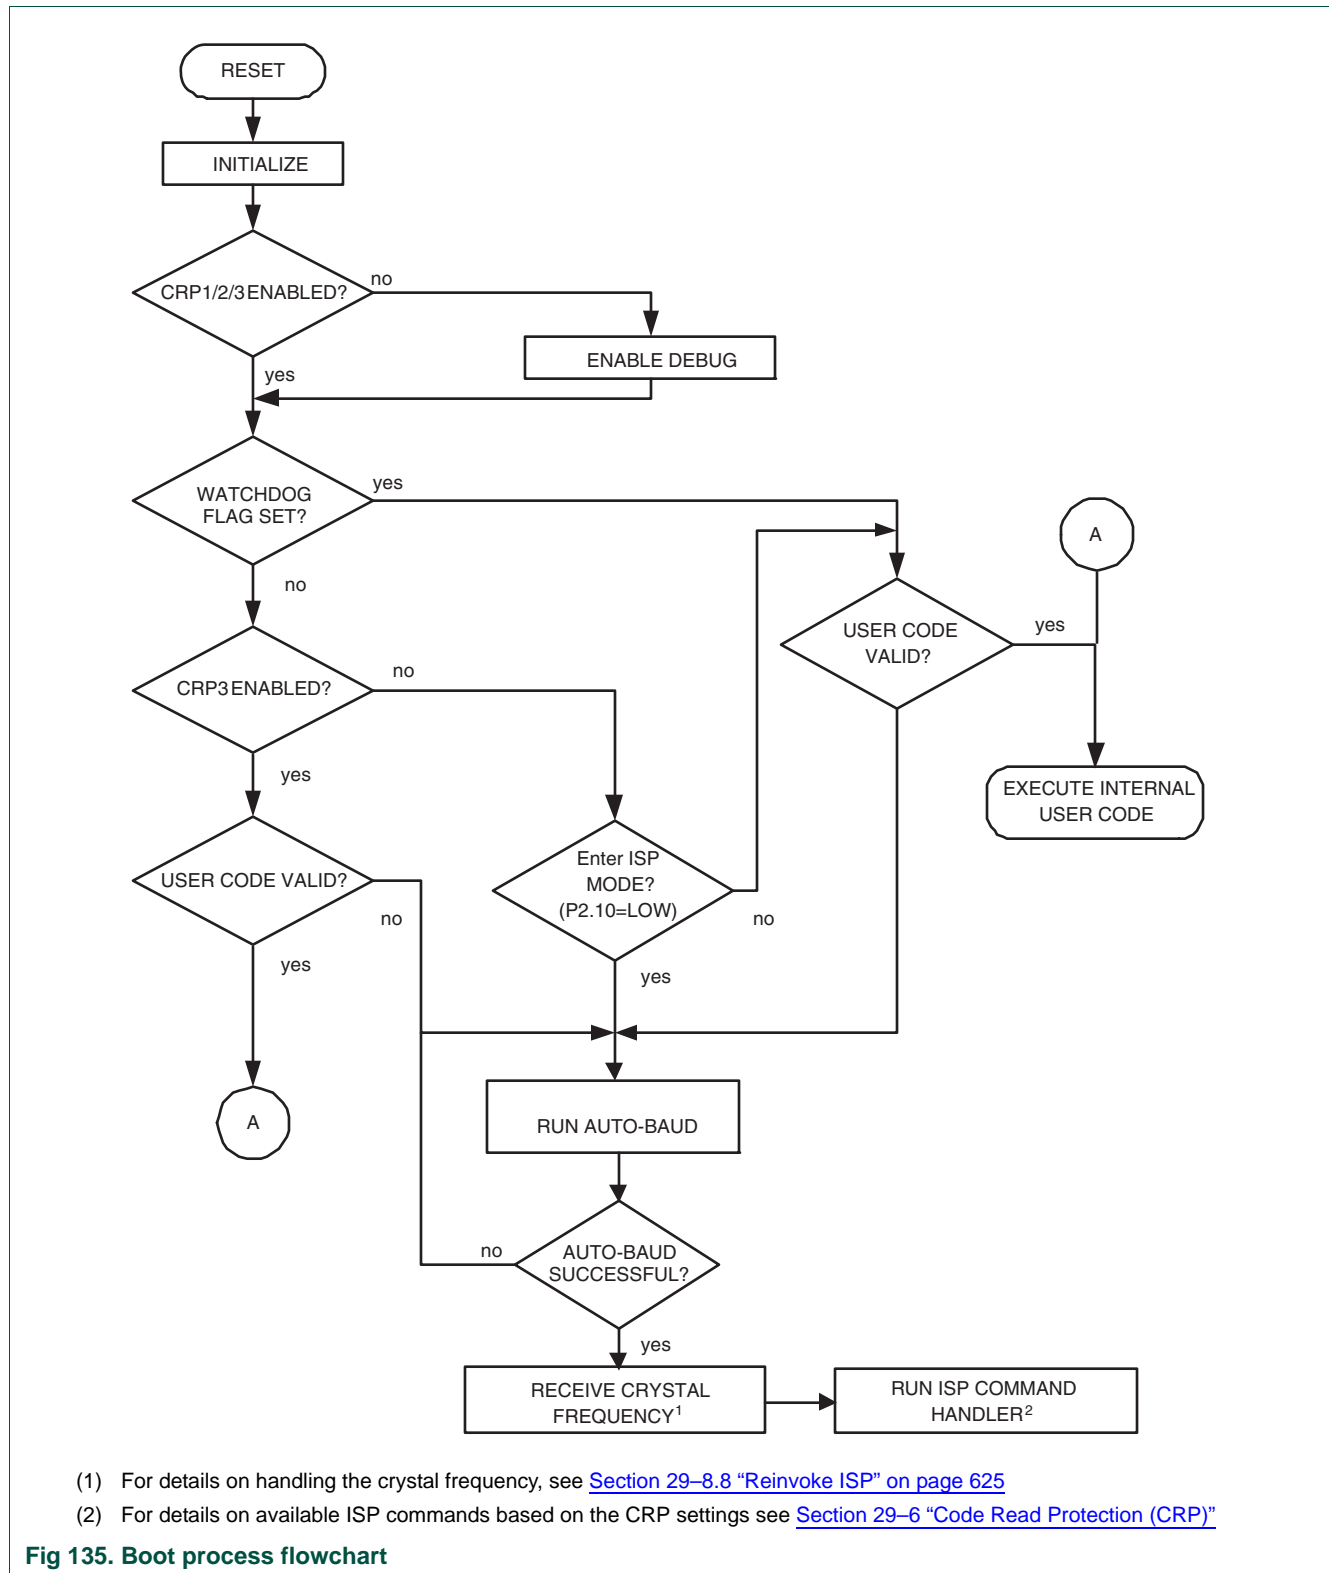 RESET
INITIALIZE
CRP1/2/3 ENABLED?
no
ENABLE DEBUG
yes
WATCHDOG
FLAG SET?
yes
no
A
USER CODE
VALID?
yes
CRP3 ENABLED?
no
yes
EXECUTE INTERNAL
USER CODE
USER CODE VALID?
no
yes
Enter ISP
MODE?
(P2.10=LOW)
no
yes
A
RUN AUTO-BAUD
AUTO-BAUD
SUCCESSFUL?
no
yes
RECEIVE CRYSTAL
FREQUENCY1
RUN ISP COMMAND
HANDLER2
(1) For details on handling the crystal frequency, see Section 29–8.8 “Reinvoke ISP” on page 625
(2) For details on available ISP commands based on the CRP settings see Section 29–6 “Code Read Protection (CRP)”
Fig 135. Boot process flowchart